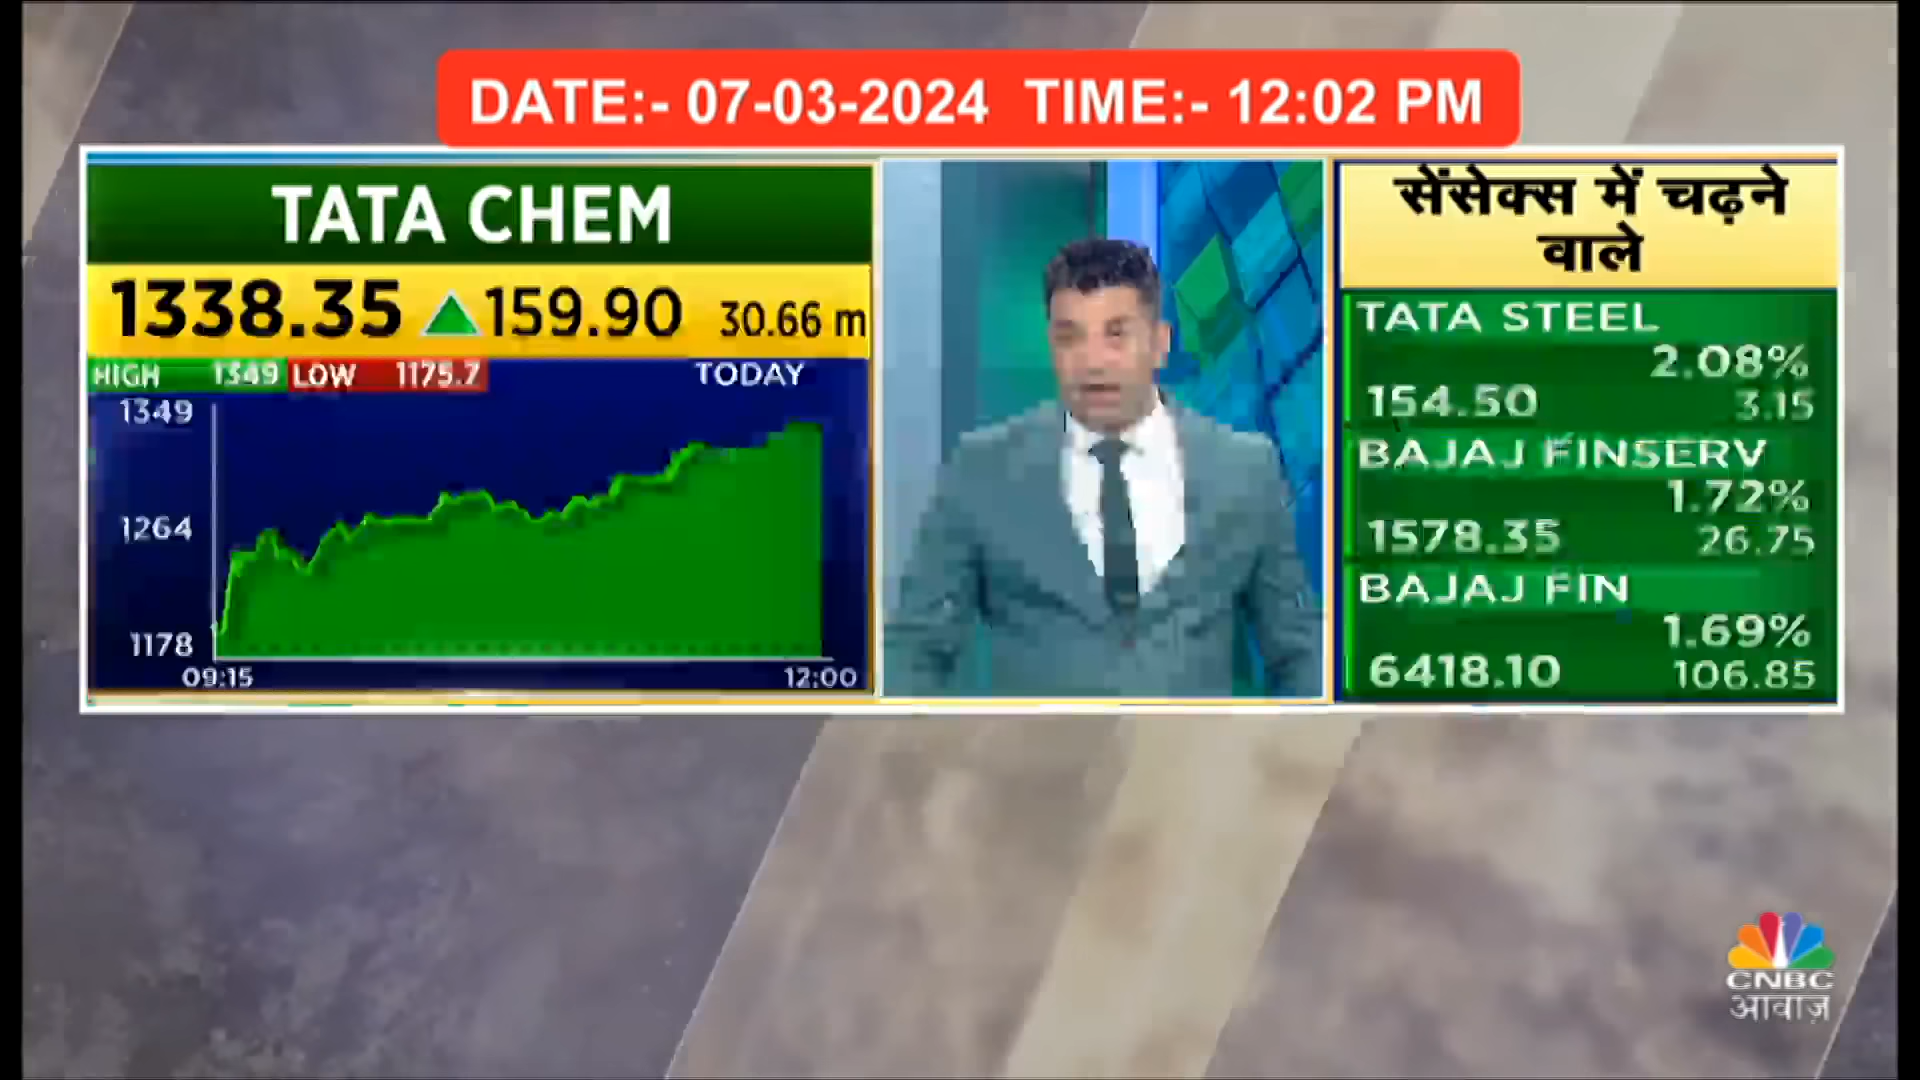 DATE:- 07-03-2024 TIME:- 12:02 PM
TATA CHEM
1338.35 ▲ 159.90 30.66 m
HIGH 1349 LOW 1175.7 TODAY
1349
1264
1178
09:15 12:00
सेंसेक्स में चढ़ने
वाले
TATA STEEL
2.08%
154.50 3.15
BAJAJ FINSERV
1.72%
1578.35 26.75
BAJAJ FIN
1.69%
6418.10 106.85
CNBC
आवाज़